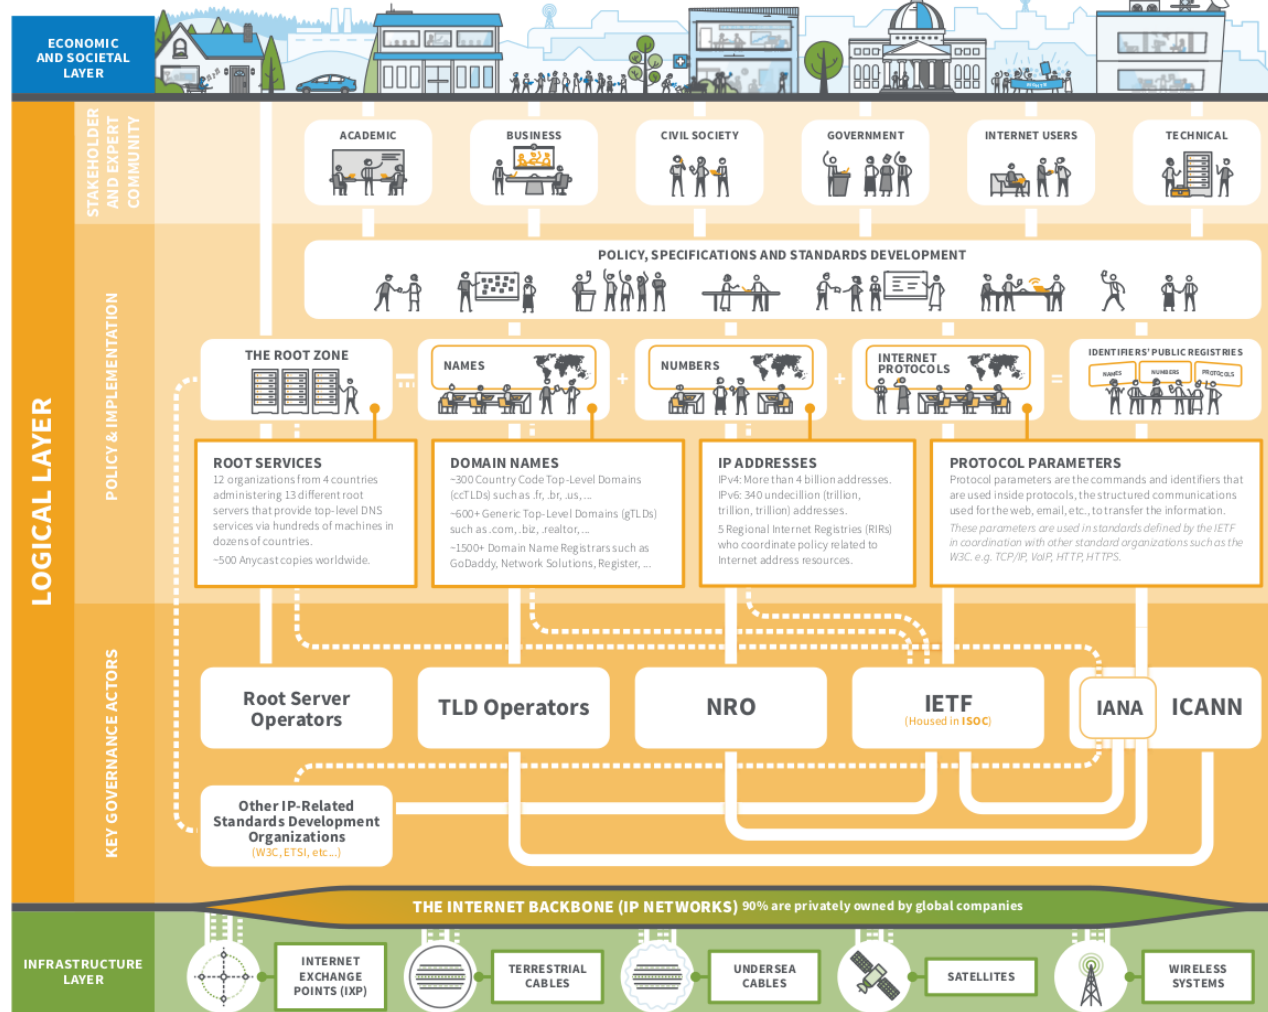 ECONOMIC
AND SOCIETAL
LAYER
LOGICAL LAYER
STAKEHOLDER
AND EXPERT
COMMUNITY
ACADEMIC
BUSINESS
CIVIL SOCIETY
GOVERNMENT
INTERNET USERS
TECHNICAL
POLICY & IMPLEMENTATION
POLICY, SPECIFICATIONS AND STANDARDS DEVELOPMENT
THE ROOT ZONE
=
NAMES
+
NUMBERS
+
INTERNET
PROTOCOLS
=
IDENTIFIERS' PUBLIC REGISTRIES
NAMES
NUMBERS
PROTOCOLS
ROOT SERVICES
12 organizations from 4 countries
administering 13 different root
servers that provide top-level DNS
services via hundreds of machines in
dozens of countries.
~500 Anycast copies worldwide.
DOMAIN NAMES
~300 Country Code Top-Level Domains
(ccTLDs) such as .fr, .br, .us, ...
~600+ Generic Top-Level Domains (gTLDs)
such as .com, .biz, .realtor, ...
~1500+ Domain Name Registrars such as
GoDaddy, Network Solutions, Register, ...
IP ADDRESSES
IPv4: More than 4 billion addresses.
IPv6: 340 undecillion (trillion,
trillion, trillion) addresses.
5 Regional Internet Registries (RIRs)
who coordinate policy related to
Internet address resources.
PROTOCOL PARAMETERS
Protocol parameters are the commands and identifiers that
are used inside protocols, the structured communications
used for the web, email, etc., to transfer the information.
These parameters are used in standards defined by the IETF
in coordination with other standard organizations such as the
W3C. e.g. TCP/IP, VoIP, HTTP, HTTPS.
KEY GOVERNANCE ACTORS
Root Server
Operators
TLD Operators
NRO
IETF
(Housed in ISOC)
IANA
ICANN
Other IP-Related
Standards Development
Organizations
(W3C, ETSI, etc...)
THE INTERNET BACKBONE (IP NETWORKS) 90% are privately owned by global companies
INFRASTRUCTURE
LAYER
INTERNET
EXCHANGE
POINTS (IXP)
TERRESTRIAL
CABLES
UNDERSEA
CABLES
SATELLITES
WIRELESS
SYSTEMS